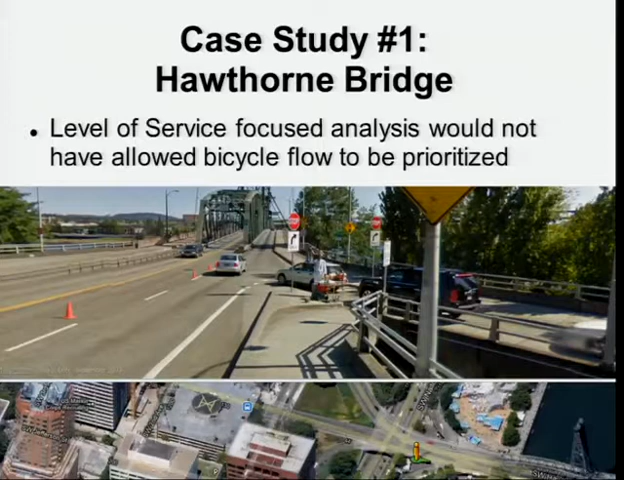 Case Study #1:
Hawthorne Bridge
• Level of Service focused analysis would not
have allowed bicycle flow to be prioritized